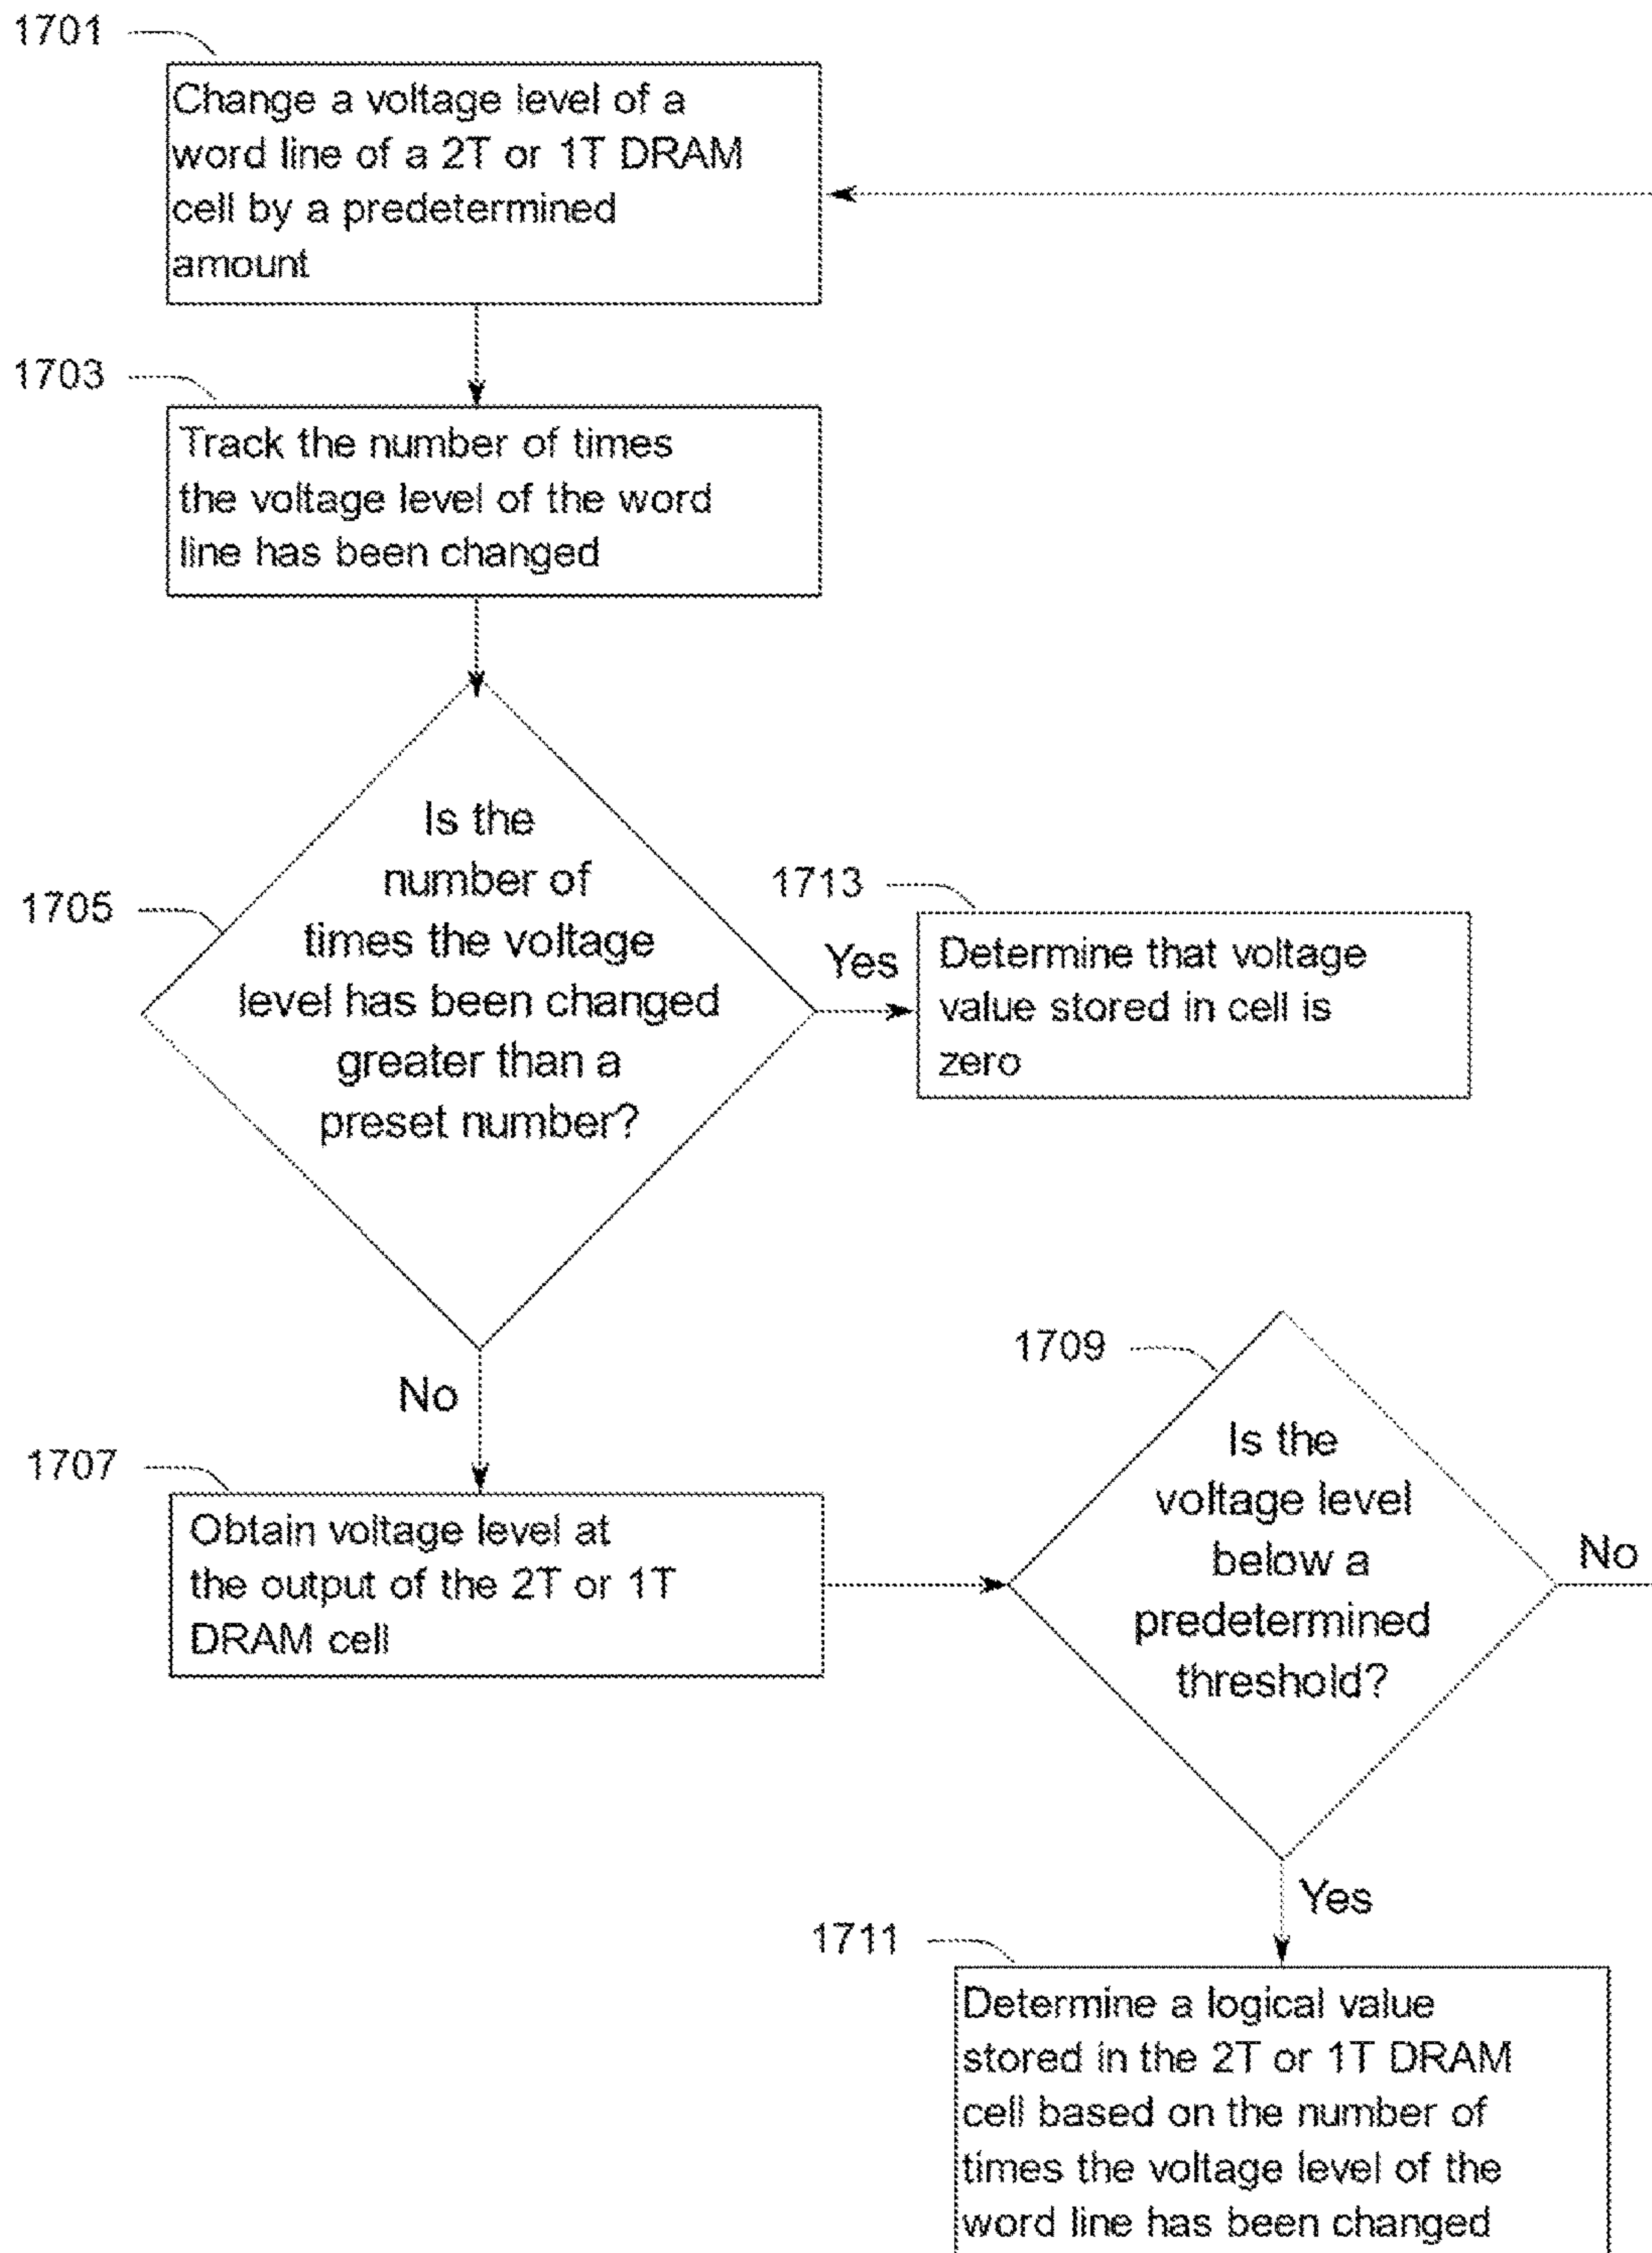 1701
Change a voltage level of a
word line of a 2T or 1T DRAM
cell by a predetermined
amount
1703
Track the number of times
the voltage level of the word
line has been changed
1705
Is the
number of
times the voltage
level has been changed
greater than a
preset number?
Yes
1713
Determine that voltage
value stored in cell is
zero
No
1707
Obtain voltage level at
the output of the 2T or 1T
DRAM cell
1709
Is the
voltage level
below a
predetermined
threshold?
No
Yes
1711
Determine a logical value
stored in the 2T or 1T DRAM
cell based on the number of
times the voltage level of the
word line has been changed